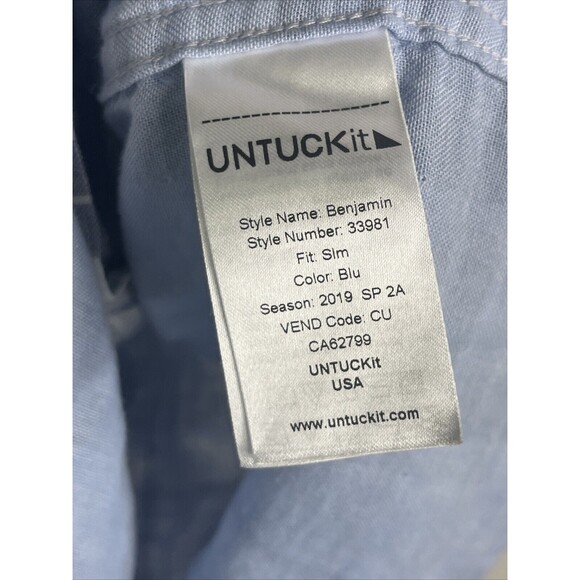 UNTUCKit
Style Name: Benjamin
Style Number: 33981
Fit: Slm
Color: Blu
Season: 2019 SP 2A
VEND Code: CU
CA62799
UNTUCKit
USA
www.untuckit.com